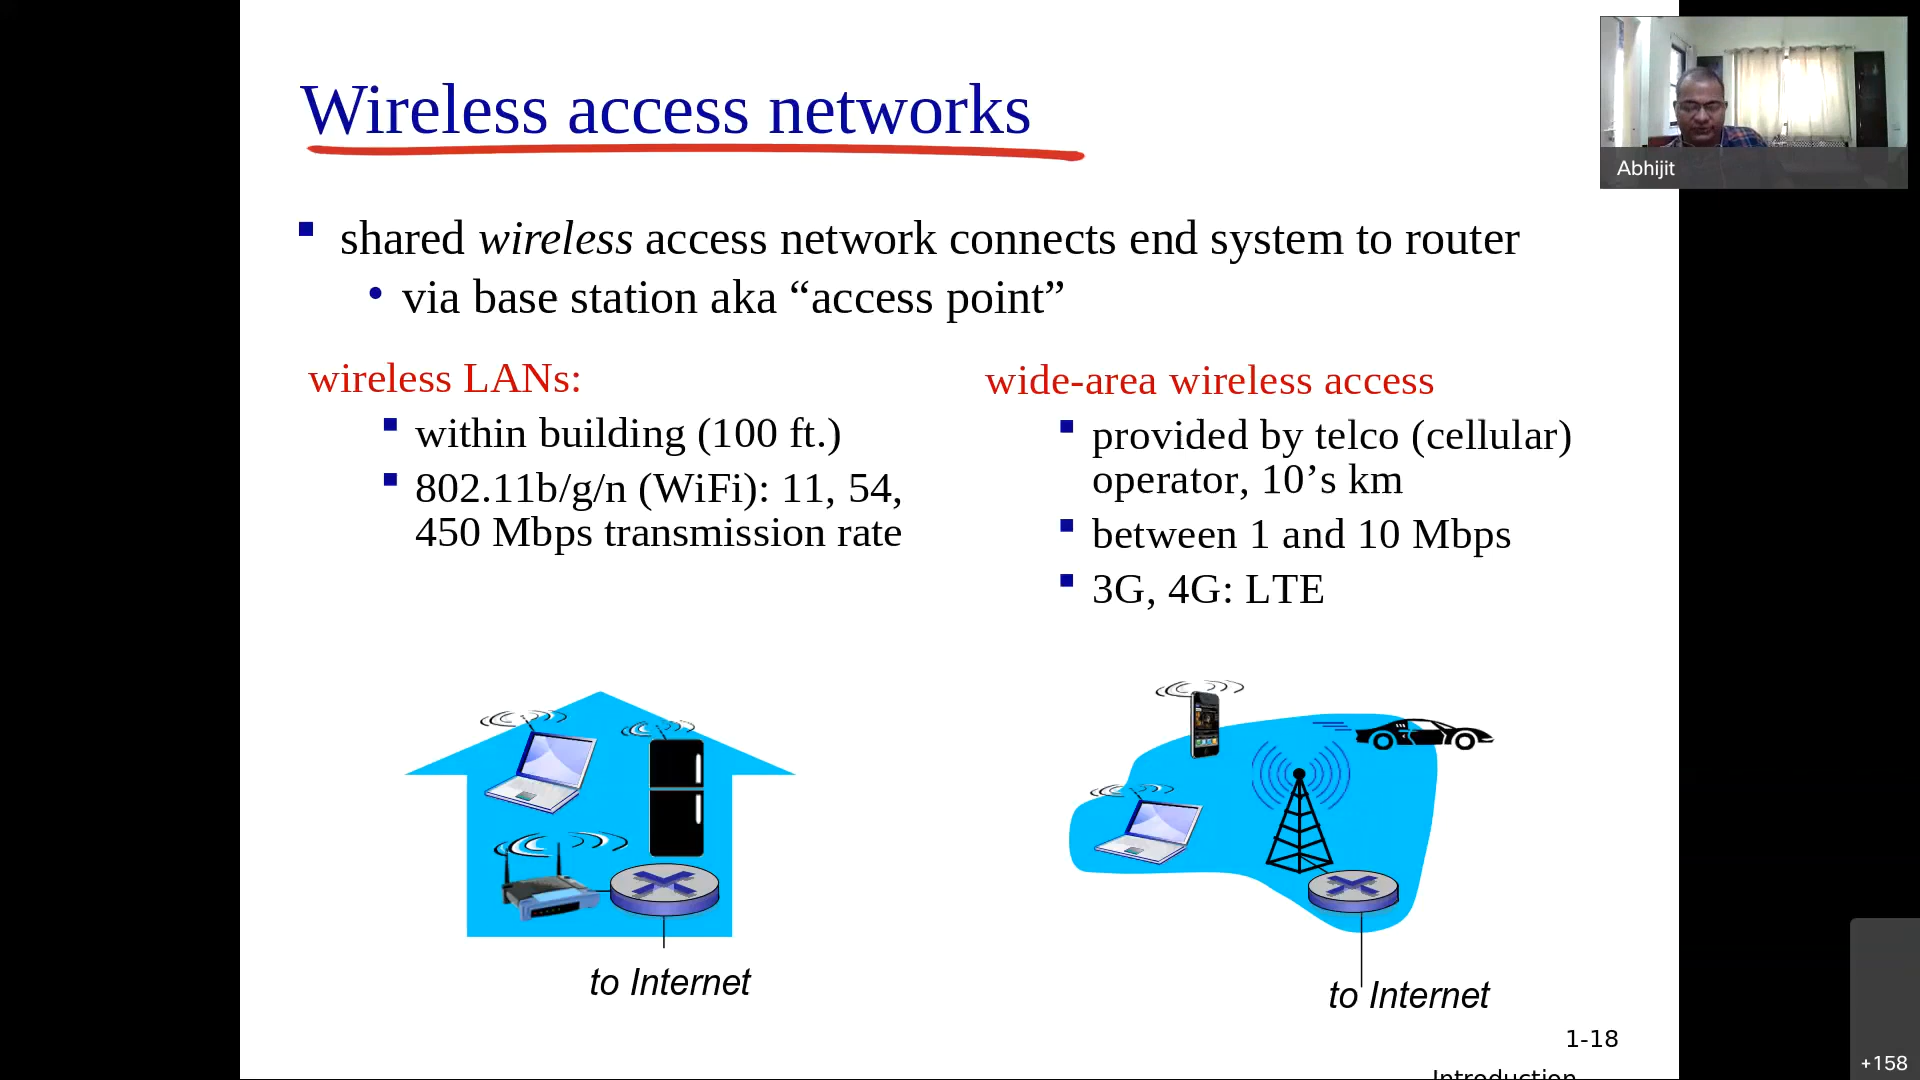 Wireless access networks
Abhijit
shared wireless access network connects end system to router
via base station aka “access point”
wireless LANs:
within building (100 ft.)
802.11b/g/n (WiFi): 11, 54,
450 Mbps transmission rate
wide-area wireless access
provided by telco (cellular)
operator, 10’s km
between 1 and 10 Mbps
3G, 4G: LTE
to Internet
to Internet
1-18
Introduction
+158